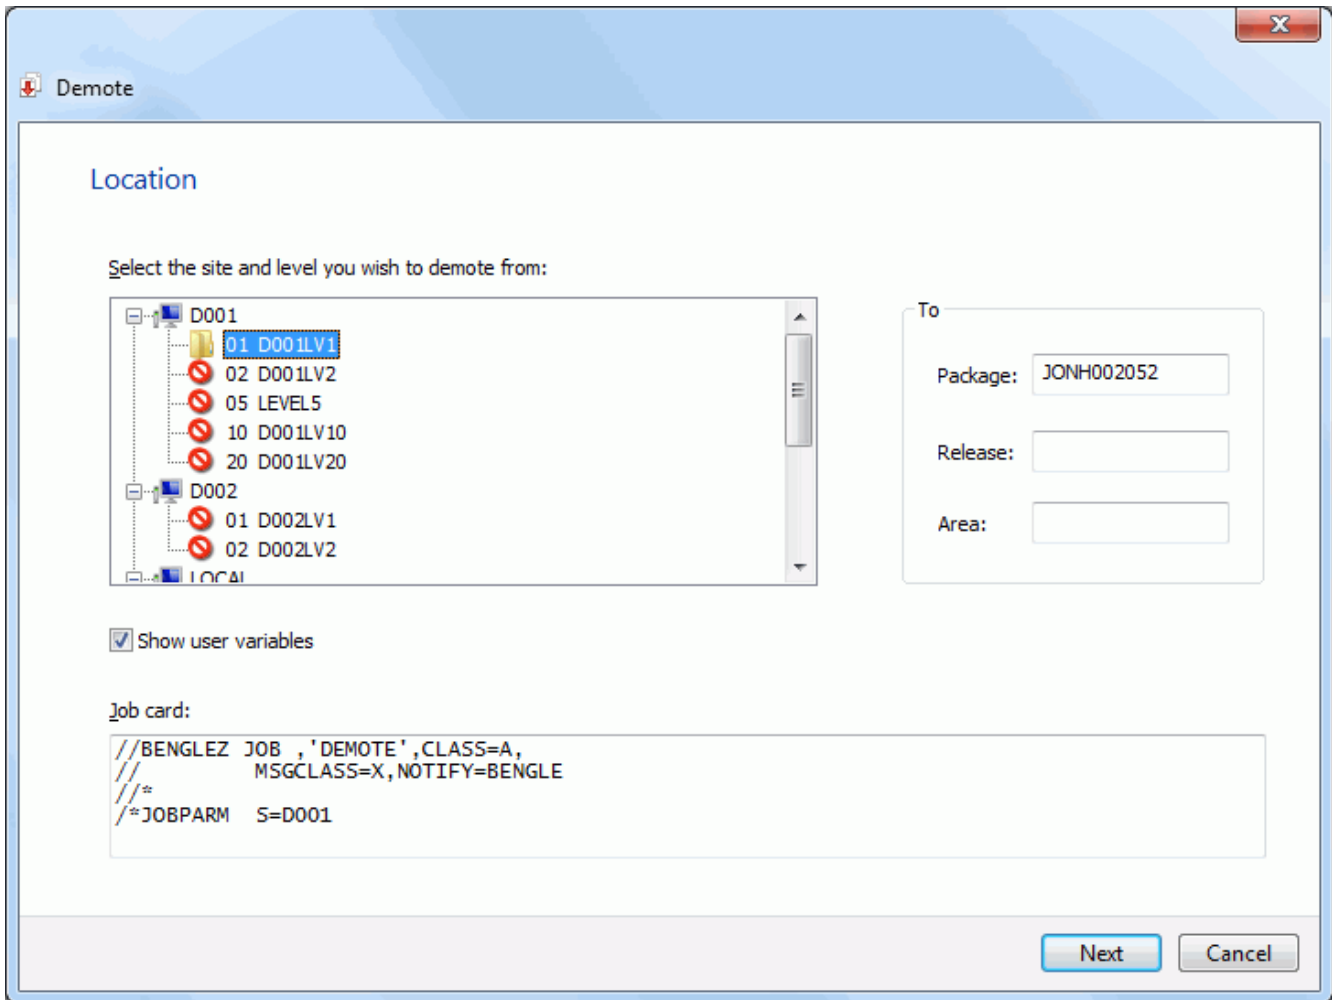 Demote
Location
Select the site and level you wish to demote from:
D001
01 D001LV1
02 D001LV2
05 LEVEL5
10 D001LV10
20 D001LV20
D002
01 D002LV1
02 D002LV2
LOCAL
To
Package: JONH002052
Release:
Area:
Show user variables
Job card:
//BENGLEZ JOB ,'DEMOTE',CLASS=A,
//          MSGCLASS=X,NOTIFY=BENGLE
//*
/*JOBPARM  S=D001
Next
Cancel